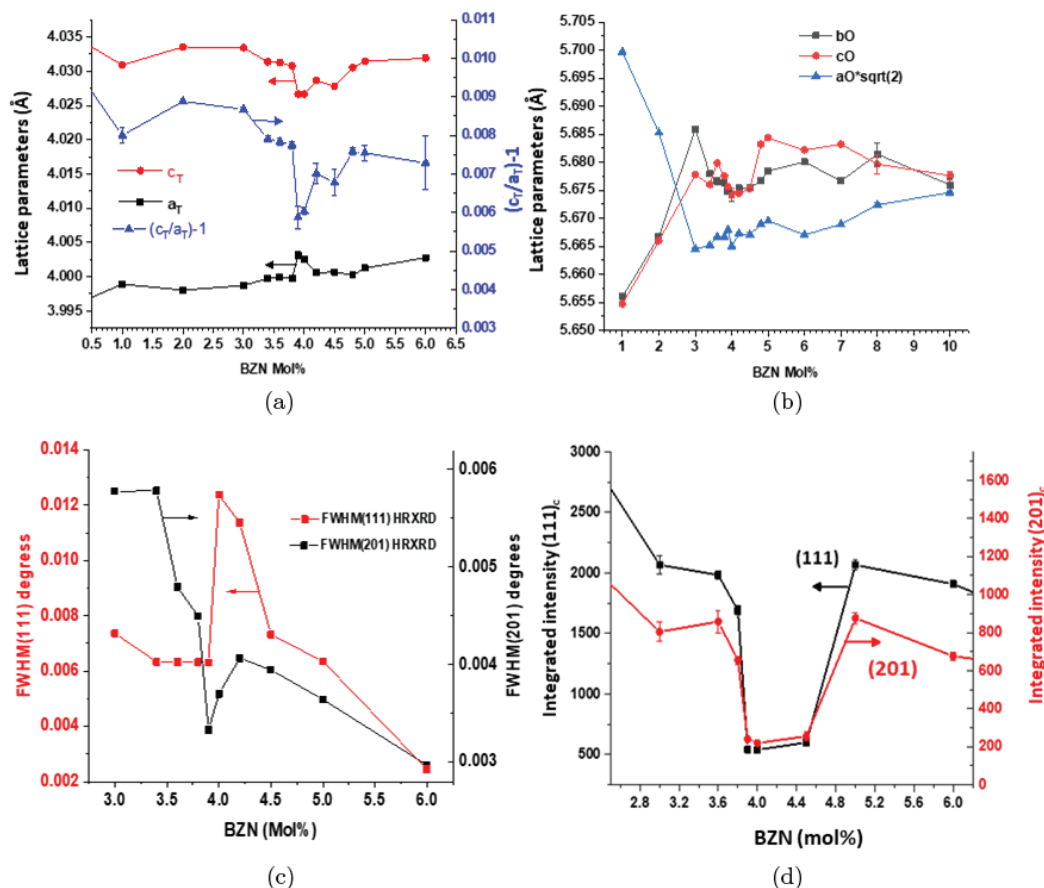 (a)
Lattice parameters (Å)
4.035
4.030
4.025
4.020
4.015
4.010
4.005
4.000
3.995
0.5 1.0 1.5 2.0 2.5 3.0 3.5 4.0 4.5 5.0 5.5 6.0 6.5
BZN Mol%
0.011
0.010
0.009
0.008
0.007
0.006
0.005
0.004
0.003
(cT/aT)-1
cT
aT
(cT/aT)-1
(b)
Lattice parameters (Å)
5.705
5.700
5.695
5.690
5.685
5.680
5.675
5.670
5.665
5.660
5.655
5.650
1 2 3 4 5 6 7 8 10
BZN Mol%
bO
cO
aO*sqrt(2)
(c)
FWHM(111) degrees
0.014
0.012
0.010
0.008
0.006
0.004
0.002
3.0 3.5 4.0 4.5 5.0 5.5 6.0
BZN (Mol%)
0.006
0.005
0.004
0.003
FWHM(201) degrees
FWHM(111) HRXRD
FWHM(201) HRXRD
(d)
Integrated intensity (111)c
3000
2500
2000
1500
1000
500
2.8 3.2 3.6 4.0 4.4 4.8 5.2 5.6 6.0
BZN (mol%)
1600
1400
1200
1000
800
600
400
200
0
Integrated intensity (201)c
(111)
(201)